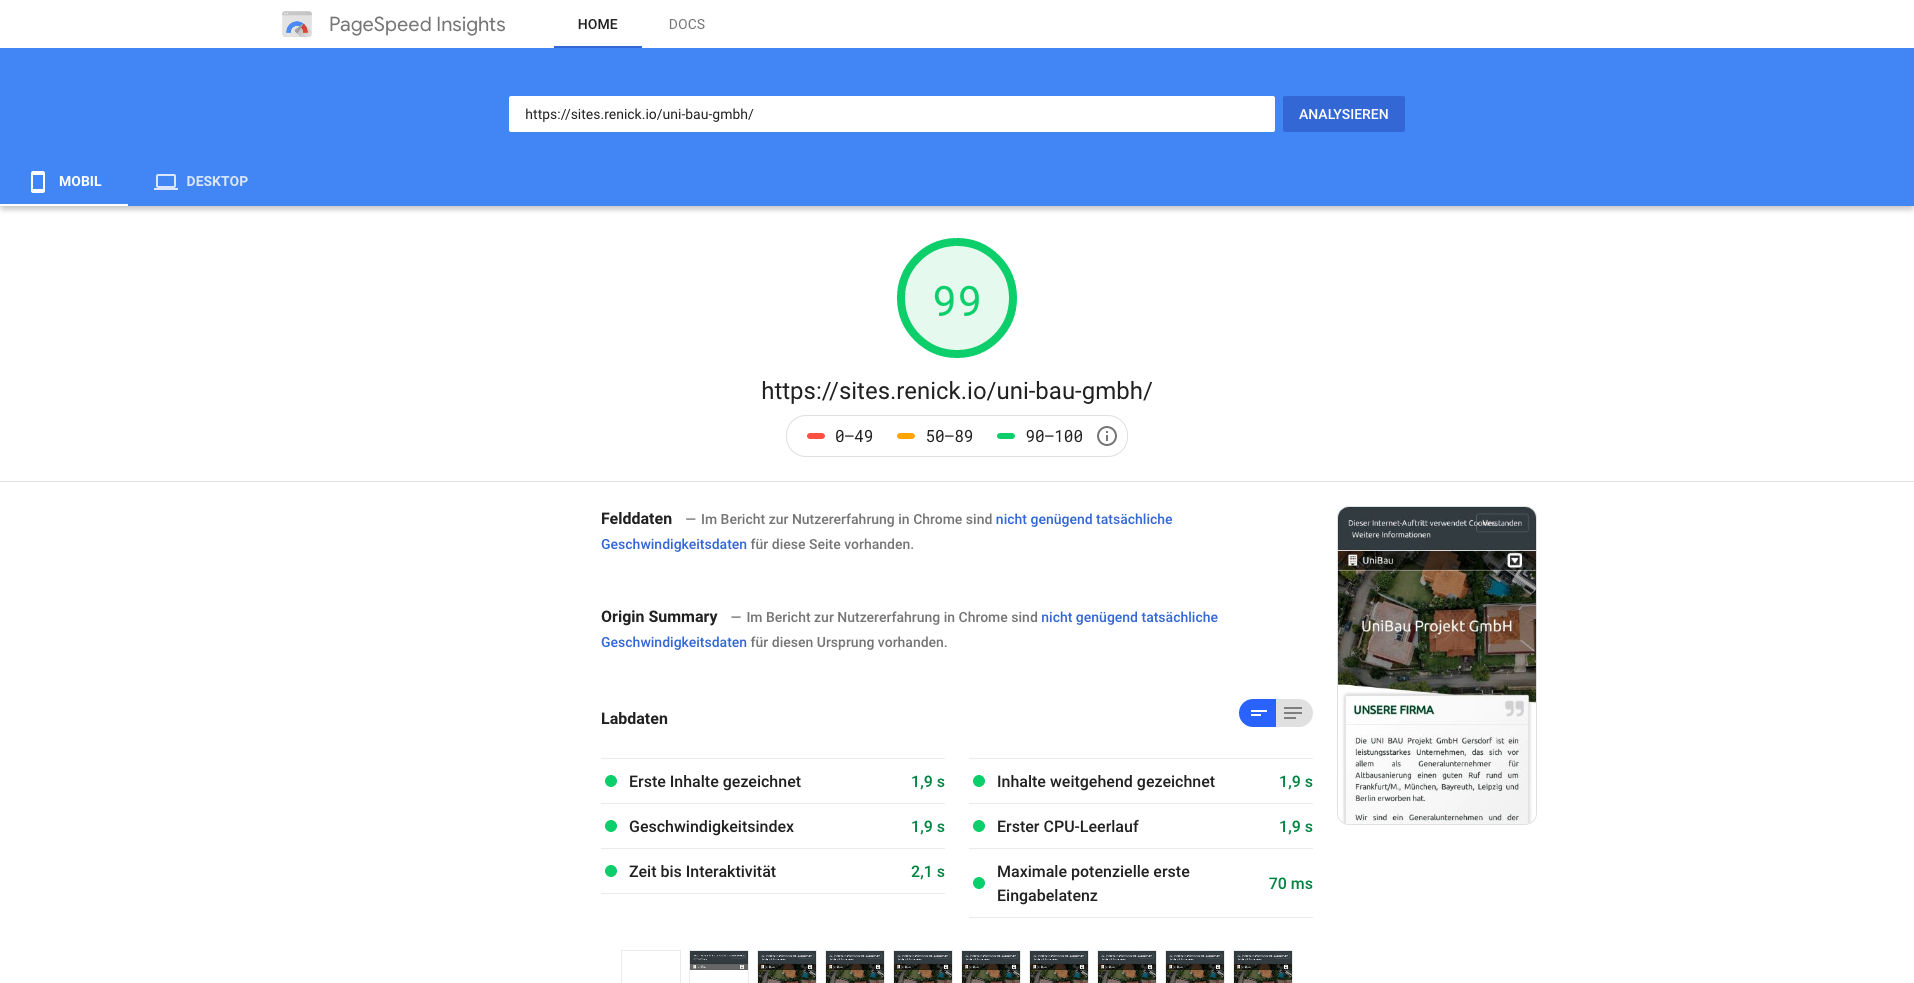 PageSpeed Insights
HOME
DOCS
https://sites.renick.io/uni-bau-gmbh/
ANALYSIEREN
MOBIL
DESKTOP
99
https://sites.renick.io/uni-bau-gmbh/
0–49
50–89
90–100
Felddaten — Im Bericht zur Nutzererfahrung in Chrome sind nicht genügend tatsächliche
Geschwindigkeitsdaten für diese Seite vorhanden.
Origin Summary — Im Bericht zur Nutzererfahrung in Chrome sind nicht genügend tatsächliche
Geschwindigkeitsdaten für diesen Ursprung vorhanden.
Labdaten
Erste Inhalte gezeichnet 1,9 s
Inhalte weitgehend gezeichnet 1,9 s
Geschwindigkeitsindex 1,9 s
Erster CPU-Leerlauf 1,9 s
Zeit bis Interaktivität 2,1 s
Maximale potenzielle erste
Eingabelatenz
70 ms
Dieser Internet-Auftritt verwendet
Weitere Informationen
UniBau
UniBau Projekt GmbH
UNSERE FIRMA
Die UNI BAU Projekt GmbH Gersdorf ist ein
leistungsstarkes Unternehmen, das sich vor
allem als Generalunternehmer für
Altbausanierung einen guten Ruf rund um
Frankfurt/M., München, Bayreuth, Leipzig und
Berlin erworben hat.
Wir sind ein Generalunternehmen und der